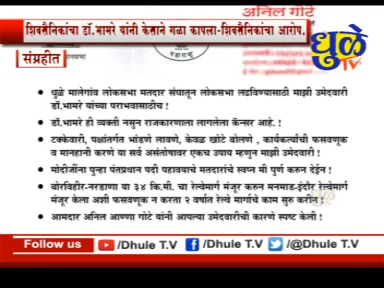 अनिल गोटे
शिवसैनिकांचा डॉ.भामरे यांनी केसाने गळा कापला-शिवसैनिकांचा आरोप.
धुळे
TV
संग्रहीत
महाराष्ट्र
धुळे मालेगांव लोकसभा मतदार संघातून लोकसभा लढविण्यासाठी माझी उमेदवारी
डॉ.भामरे यांच्या पराभवासाठीच !
डॉ.भामरे ही व्यक्ती नसुन राजकारणाला लागलेला कॅन्सर आहे. !
टक्केवारी, पक्षांतर्गत भांडणे लावणे, केवळ खोटे बोलणे , कार्यकर्त्यांची फसवणूक
व मानहानी करणे या सर्व असंतोषावर एकच उपाय म्हणुन माझी उमेदवारी !
मोदीजींना पुन्हा पंतप्रधान पदी पहावयाचे मतदारांचे स्वप्न मी पुर्ण करुन देईन !
बोरविहीर-नरडाणा या ३४ कि.मी. चा रेल्वेमार्ग मंजूर करुन मनमाड-इंदौर रेल्वेमार्ग
मंजूर केला अशी फसवणूक न करता २ वर्षात रेल्वे मार्गाचे काम सुरु करीन !
आमदार अनिल आण्णा गोटे यांनी आपल्या उमेदवारीची कारणे स्पष्ट केली !
Follow us
/Dhule T.V
/Dhule T.V
/@Dhule T.V